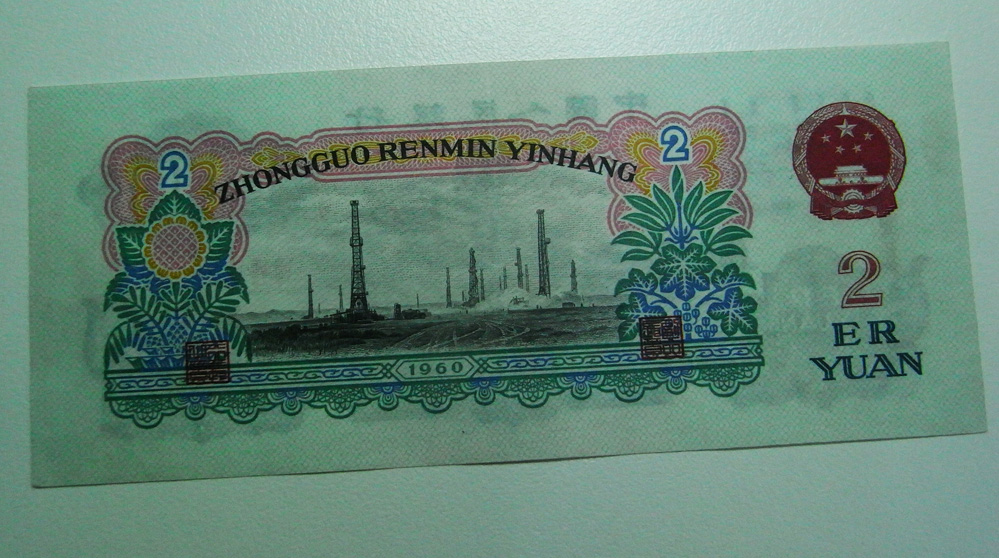 2
2
ZHONGGUO RENMIN YINHANG
2
ER
YUAN
1960